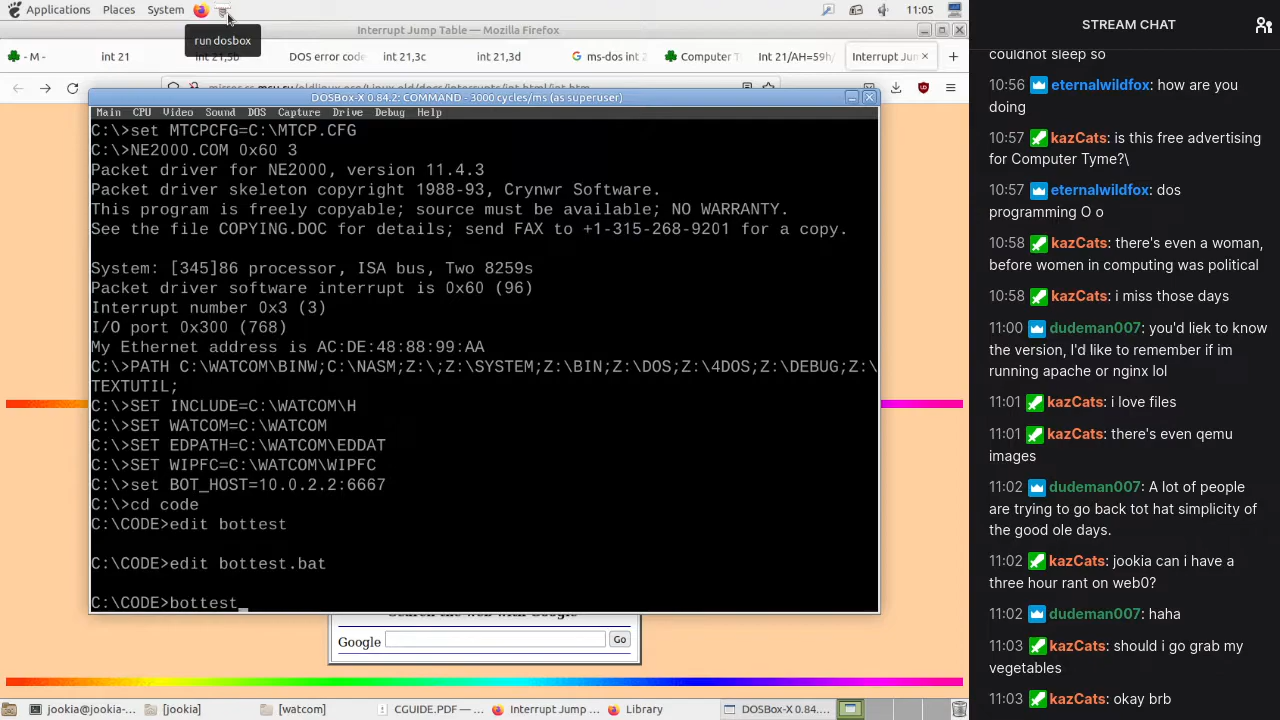 Applications Places System 11:05
run dosbox
Interrupt Jump Table — Mozilla Firefox
- M - int 21 int 21,3b DOS error code int 21,3c int 21,3d ms-dos int 2 Computer T Int 21/AH=59h/ Interrupt Jun
DOSBox-X 0.84.2: COMMAND - 3000 cycles/ms (as superuser)
Main CPU Video Sound DOS Capture Drive Debug Help
C:\>set MTCPCFG=C:\MTCP.CFG
C:\>NE2000.COM 0x60 3
Packet driver for NE2000, version 11.4.3
Packet driver skeleton copyright 1988-93, Crynwr Software.
This program is freely copyable; source must be available; NO WARRANTY.
See the file COPYING.DOC for details; send FAX to +1-315-268-9201 for a copy.
System: [345]86 processor, ISA bus, Two 8259s
Packet driver software interrupt is 0x60 (96)
Interrupt number 0x3 (3)
I/O port 0x300 (768)
My Ethernet address is AC:DE:48:88:99:AA
C:\>PATH C:\WATCOM\BINW;C:\NASM;Z:\;Z:\SYSTEM;Z:\BIN;Z:\DOS;Z:\4DOS;Z:\DEBUG;Z:\
TEXTUTIL;
C:\>SET INCLUDE=C:\WATCOM\H
C:\>SET WATCOM=C:\WATCOM
C:\>SET EDPATH=C:\WATCOM\EDDAT
C:\>SET WIPFC=C:\WATCOM\WIPFC
C:\>set BOT_HOST=10.0.2.2:6667
C:\>cd code
C:\CODE>edit bottest
C:\CODE>edit bottest.bat
C:\CODE>bottest_
Google Go
jookia@jookia-... [jookia] [watcom] CGUIDE.PDF — ... Interrupt Jump ... Library DOSBox-X 0.84....
STREAM CHAT
couldnot sleep so
10:56 eternalwildfox: how are you
doing
10:57 kazCats: is this free advertising
for Computer Tyme?\
10:57 eternalwildfox: dos
programming O o
10:58 kazCats: there's even a woman,
before women in computing was political
10:58 kazCats: i miss those days
11:00 dudeman007: you'd liek to know
the version, I'd like to remember if im
running apache or nginx lol
11:01 kazCats: i love files
11:01 kazCats: there's even qemu
images
11:02 dudeman007: A lot of people
are trying to go back tot hat simplicity of
the good ole days.
11:02 kazCats: jookia can i have a
three hour rant on web0?
11:02 dudeman007: haha
11:03 kazCats: should i go grab my
vegetables
11:03 kazCats: okay brb